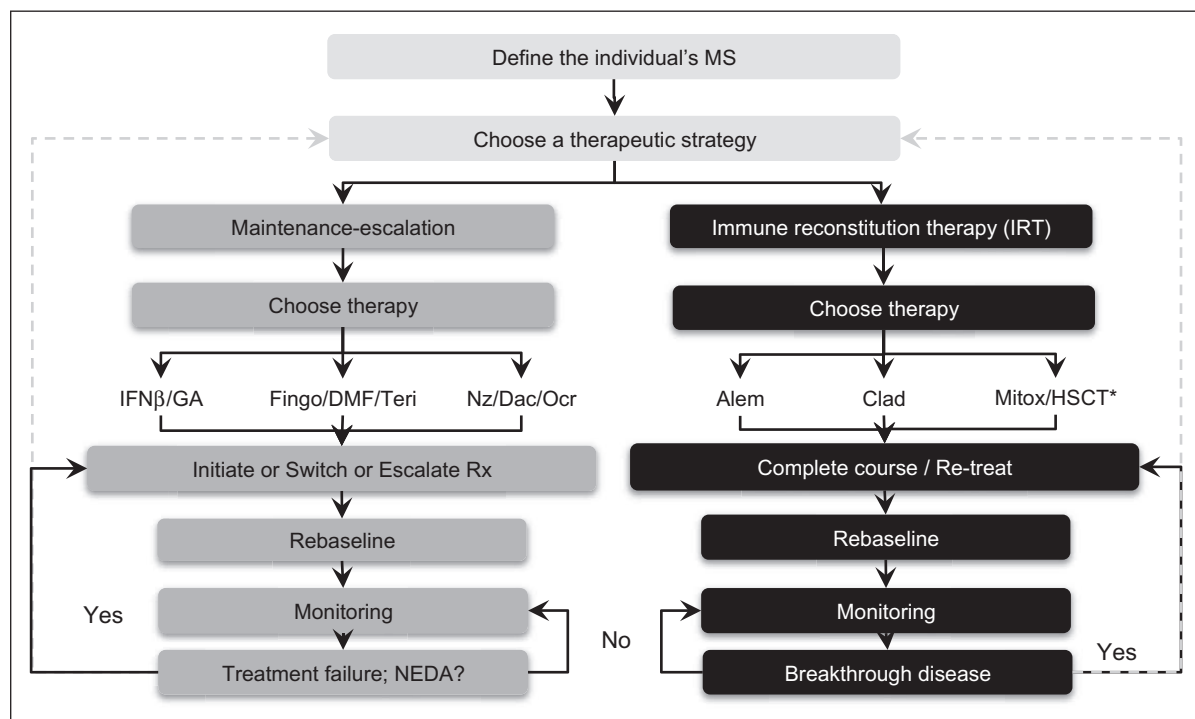 Define the individual's MS
Choose a therapeutic strategy
Maintenance-escalation
Immune reconstitution therapy (IRT)
Choose therapy
Choose therapy
IFNβ/GA
Fingo/DMF/Teri
Nz/Dac/Ocr
Alem
Clad
Mitox/HSCT*
Initiate or Switch or Escalate Rx
Complete course / Re-treat
Rebaseline
Rebaseline
Yes
Monitoring
No
Monitoring
Treatment failure; NEDA?
Breakthrough disease
Yes